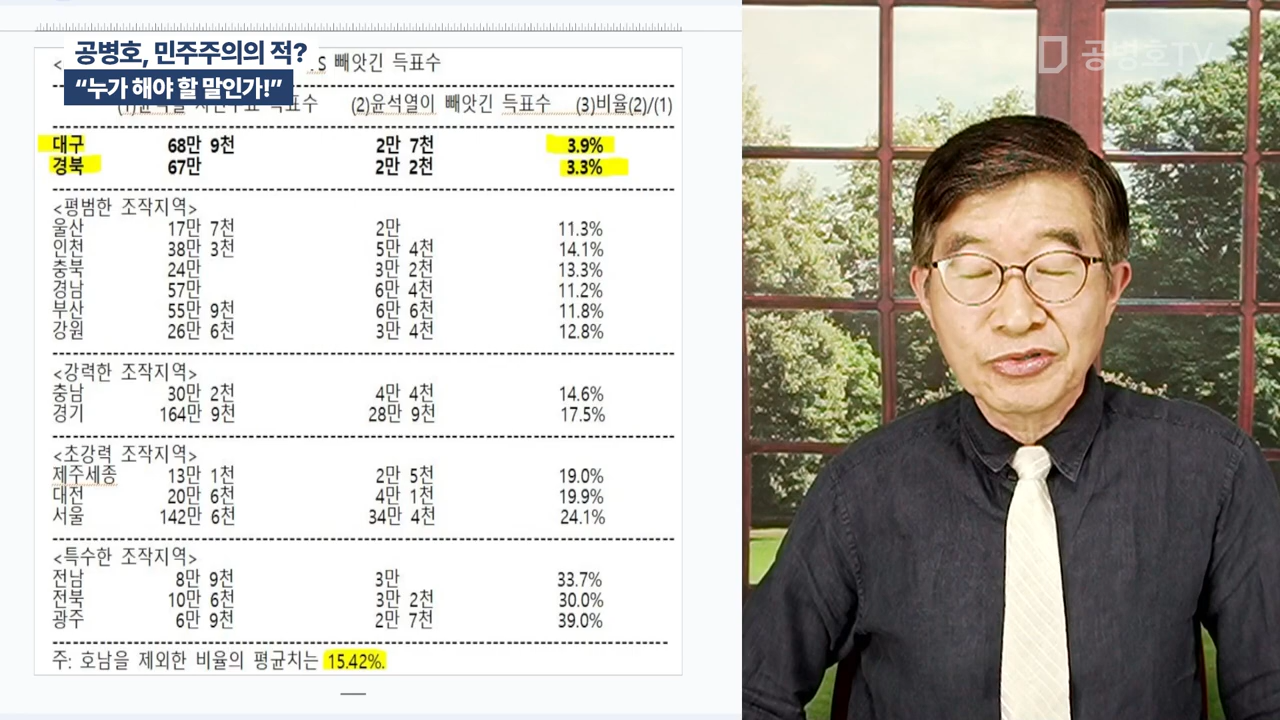 공병호, 민주주의의 적?
"누가 해야 할 말인가!"
공병호TV
< .s 빼앗긴 득표수
득표수 (2)윤석열이 빼앗긴 득표수 (3)비율(2)/(1)
대구 68만 9천 2만 7천 3.9%
경북 67만 2만 2천 3.3%
<평범한 조작지역>
울산 17만 7천 2만 11.3%
인천 38만 3천 5만 4천 14.1%
충북 24만 3만 2천 13.3%
경남 57만 6만 4천 11.2%
부산 55만 9천 6만 6천 11.8%
강원 26만 6천 3만 4천 12.8%
<강력한 조작지역>
충남 30만 2천 4만 4천 14.6%
경기 164만 9천 28만 9천 17.5%
<초강력 조작지역>
제주세종 13만 1천 2만 5천 19.0%
대전 20만 6천 4만 1천 19.9%
서울 142만 6천 34만 4천 24.1%
<특수한 조작지역>
전남 8만 9천 3만 33.7%
전북 10만 6천 3만 2천 30.0%
광주 6만 9천 2만 7천 39.0%
주: 호남을 제외한 비율의 평균치는 15.42%.